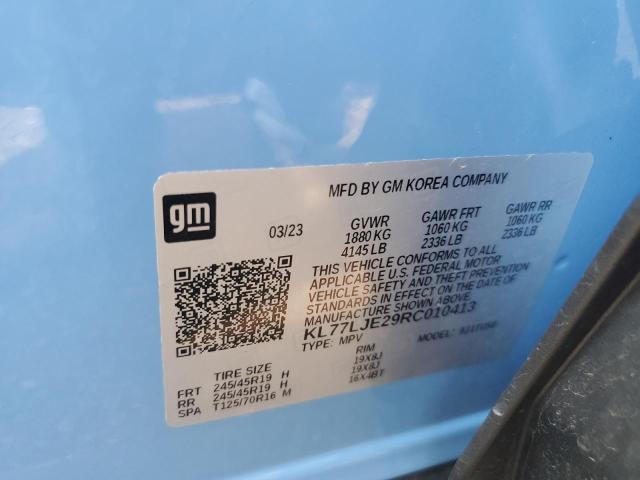 gm
MFD BY GM KOREA COMPANY
03/23 GVWR GAWR FRT GAWR RR
1880 KG 1060 KG 1060 KG
4145 LB 2336 LB 2336 LB
THIS VEHICLE CONFORMS TO ALL
APPLICABLE U.S. FEDERAL MOTOR
VEHICLE SAFETY AND THEFT PREVENTION
STANDARDS IN EFFECT ON THE DATE OF
MANUFACTURE SHOWN ABOVE.
KL77LJE29RC010413
TYPE: MPV MODEL:
TIRE SIZE RIM
FRT 245/45R19 H 19X8J
RR 245/45R19 H 19X8J
SPA T125/70R16 M 16X4BT